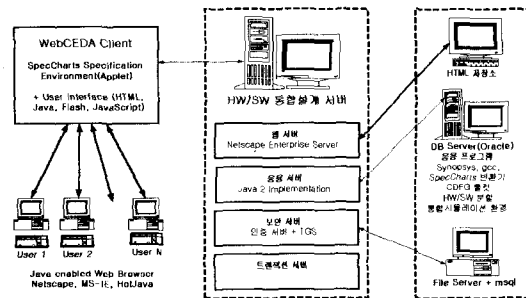 WebCEDA Client
SpecCharts Specification
Environment(Applet)
+ User Interface (HTML,
Java, Flash, JavaScript)
User 1
User 2
User N
Java enabled Web Browser
Netscape, MS-IE, HotJava
HW/SW 통합설계 서버
웹 서버
Netscape Enterprise Server
응용 서버
Java 2 Implementation
보안 서버
인증 서버 + TGS
트랜잭션 서버
HTML 저장소
DB Server(Oracle)
응용 프로그램
Synopsys, gcc,
SpecCharts 변환기
CDFG 툴킷
HW/SW 분할
통합시뮬레이션 환경
File Server + msql